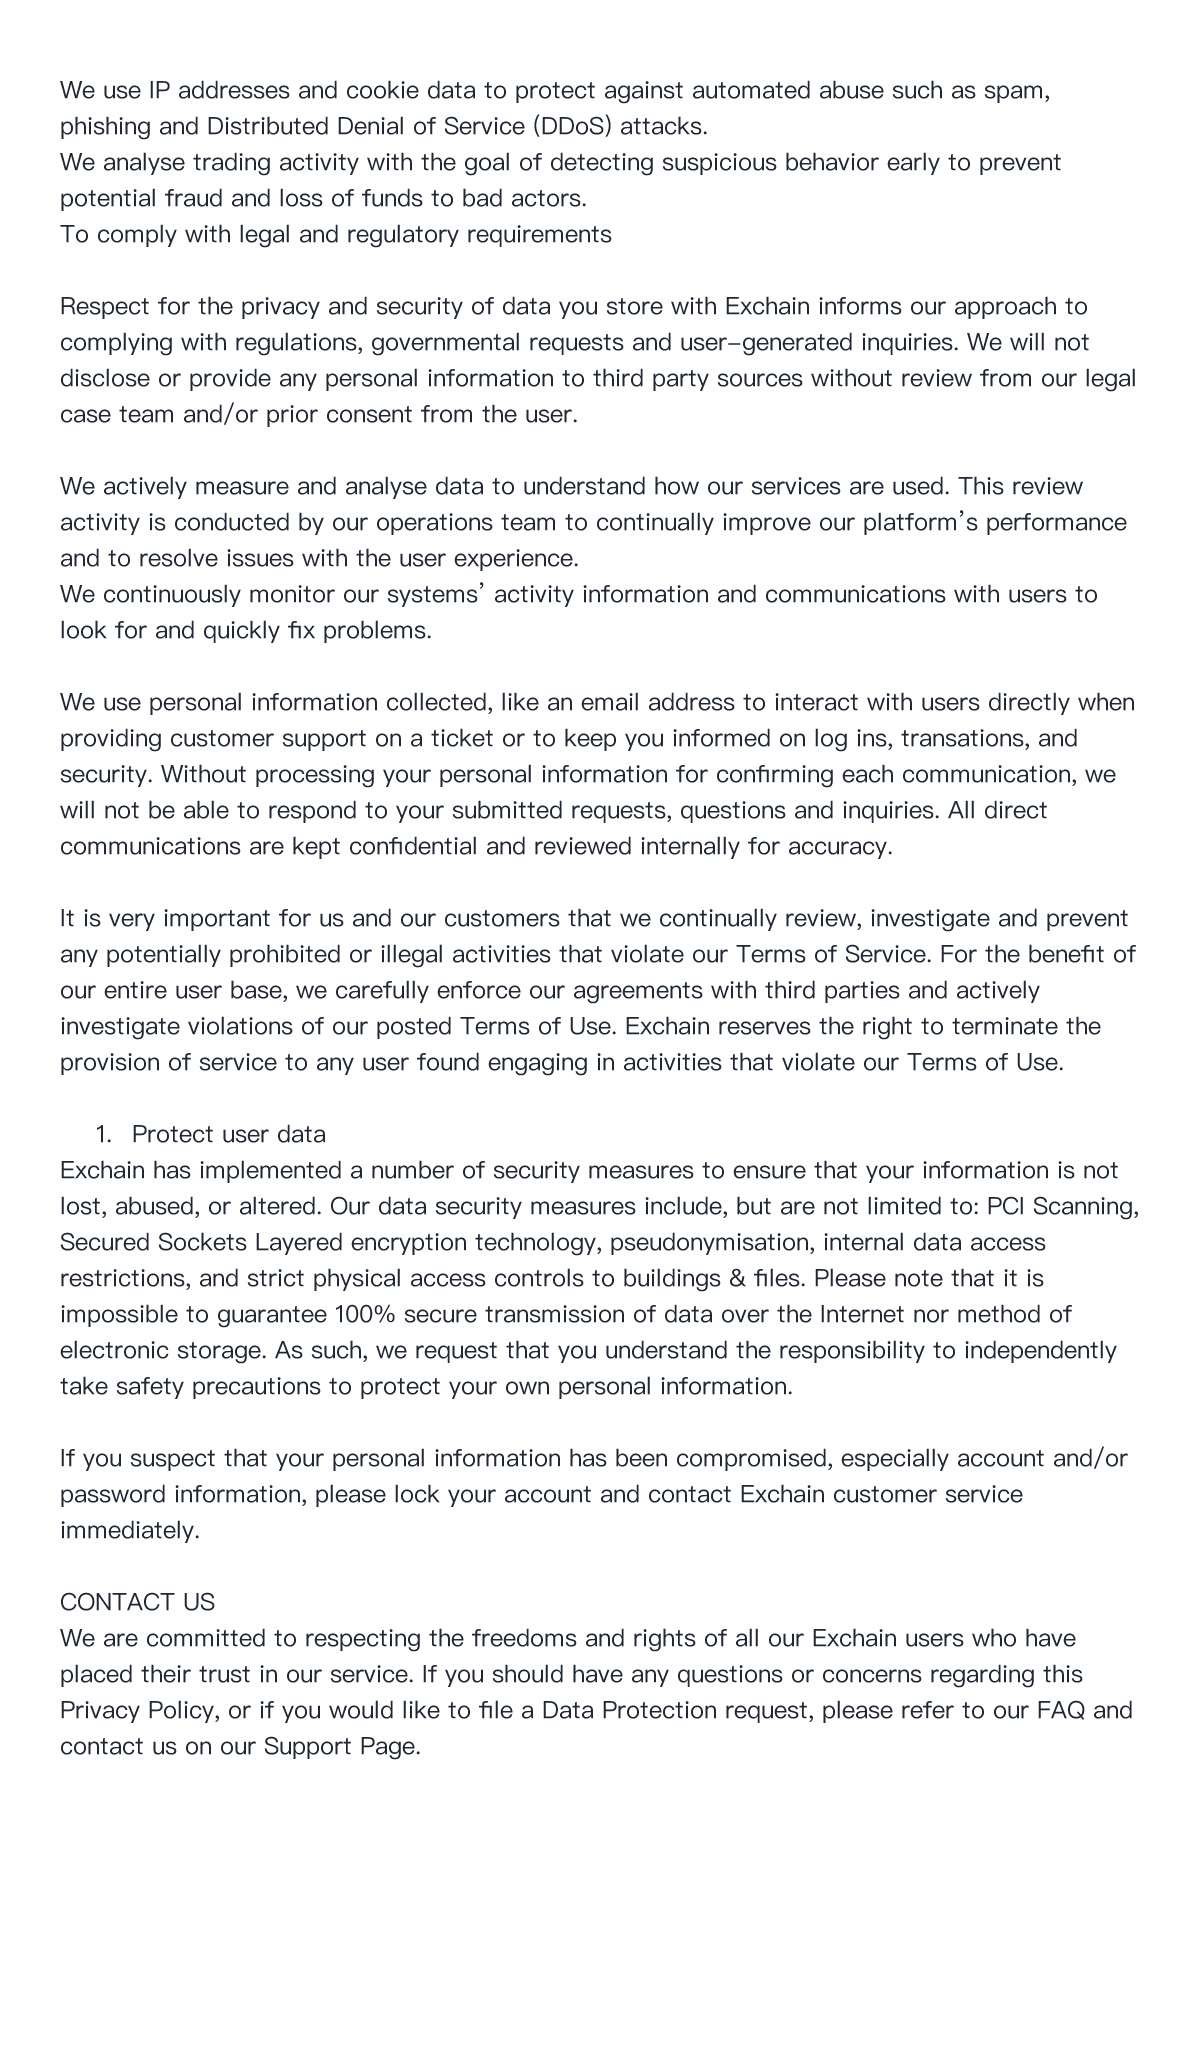 We use IP addresses and cookie data to protect against automated abuse such as spam,
phishing and Distributed Denial of Service (DDoS) attacks.
We analyse trading activity with the goal of detecting suspicious behavior early to prevent
potential fraud and loss of funds to bad actors.
To comply with legal and regulatory requirements
Respect for the privacy and security of data you store with Exchain informs our approach to
complying with regulations, governmental requests and user–generated inquiries. We will not
disclose or provide any personal information to third party sources without review from our legal
case team and/or prior consent from the user.
We actively measure and analyse data to understand how our services are used. This review
activity is conducted by our operations team to continually improve our platform’s performance
and to resolve issues with the user experience.
We continuously monitor our systems’ activity information and communications with users to
look for and quickly fix problems.
We use personal information collected, like an email address to interact with users directly when
providing customer support on a ticket or to keep you informed on log ins, transations, and
security. Without processing your personal information for confirming each communication, we
will not be able to respond to your submitted requests, questions and inquiries. All direct
communications are kept confidential and reviewed internally for accuracy.
It is very important for us and our customers that we continually review, investigate and prevent
any potentially prohibited or illegal activities that violate our Terms of Service. For the benefit of
our entire user base, we carefully enforce our agreements with third parties and actively
investigate violations of our posted Terms of Use. Exchain reserves the right to terminate the
provision of service to any user found engaging in activities that violate our Terms of Use.
1. Protect user data
Exchain has implemented a number of security measures to ensure that your information is not
lost, abused, or altered. Our data security measures include, but are not limited to: PCI Scanning,
Secured Sockets Layered encryption technology, pseudonymisation, internal data access
restrictions, and strict physical access controls to buildings & files. Please note that it is
impossible to guarantee 100% secure transmission of data over the Internet nor method of
electronic storage. As such, we request that you understand the responsibility to independently
take safety precautions to protect your own personal information.
If you suspect that your personal information has been compromised, especially account and/or
password information, please lock your account and contact Exchain customer service
immediately.
CONTACT US
We are committed to respecting the freedoms and rights of all our Exchain users who have
placed their trust in our service. If you should have any questions or concerns regarding this
Privacy Policy, or if you would like to file a Data Protection request, please refer to our FAQ and
contact us on our Support Page.